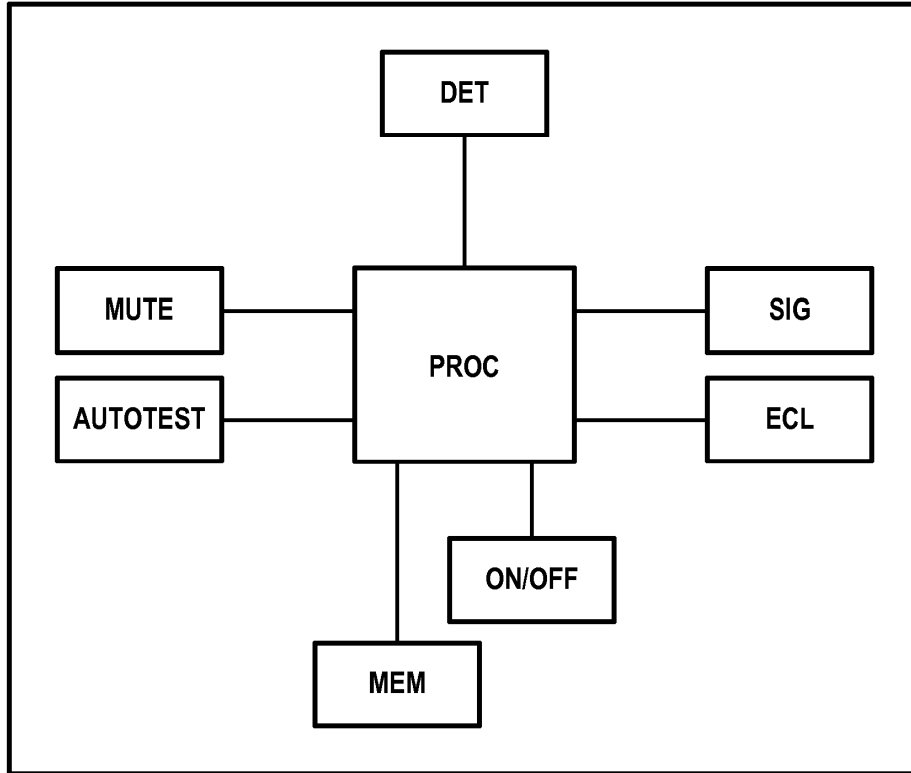 DET
MUTE
SIG
PROC
AUTOTEST
ECL
ON/OFF
MEM